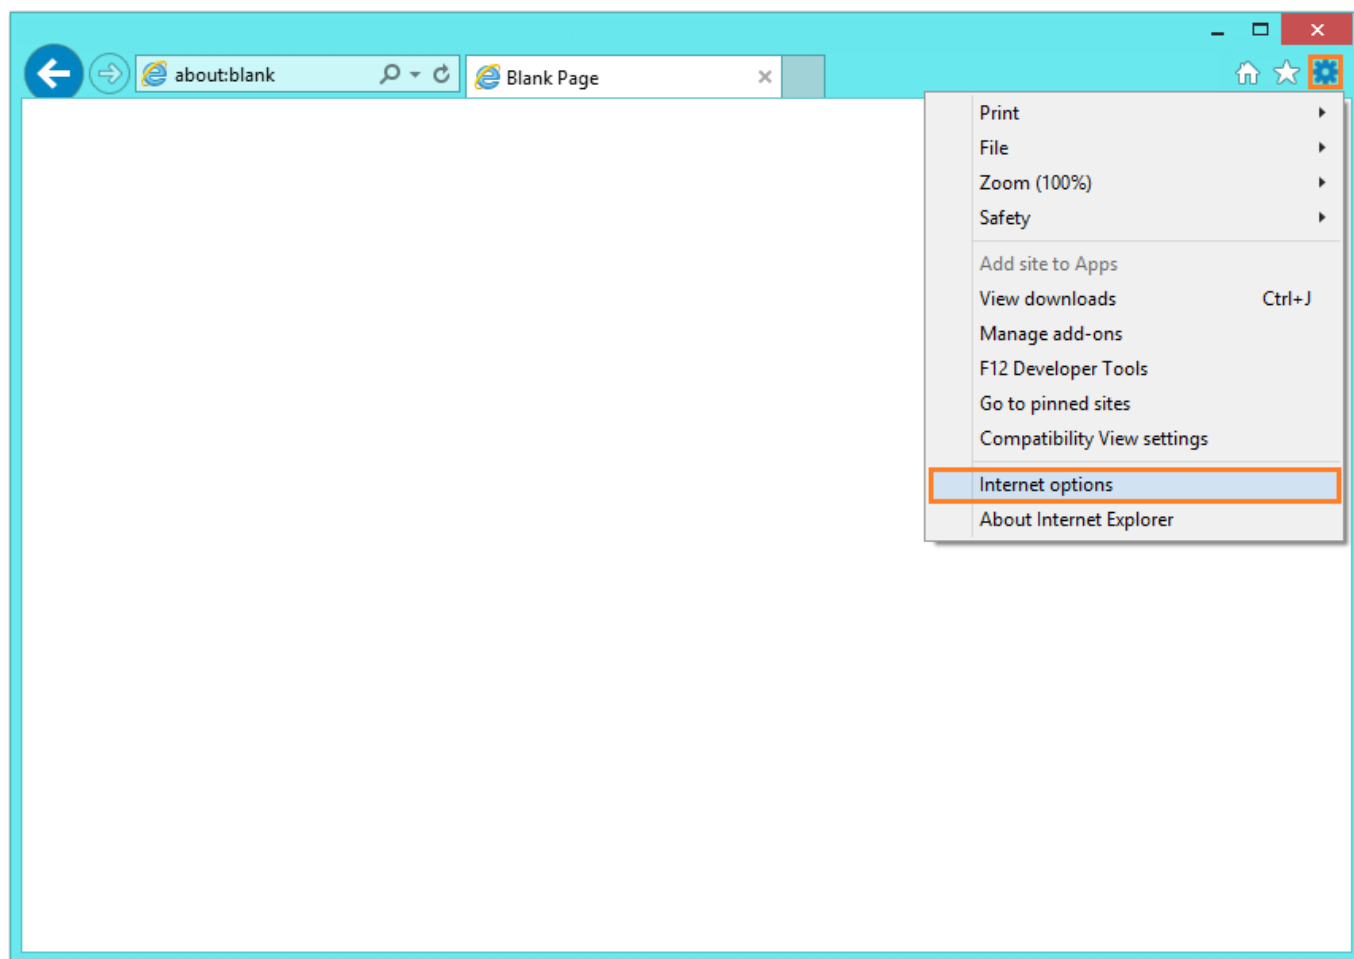 about:blank
Blank Page
Print
File
Zoom (100%)
Safety
Add site to Apps
View downloads Ctrl+J
Manage add-ons
F12 Developer Tools
Go to pinned sites
Compatibility View settings
Internet options
About Internet Explorer